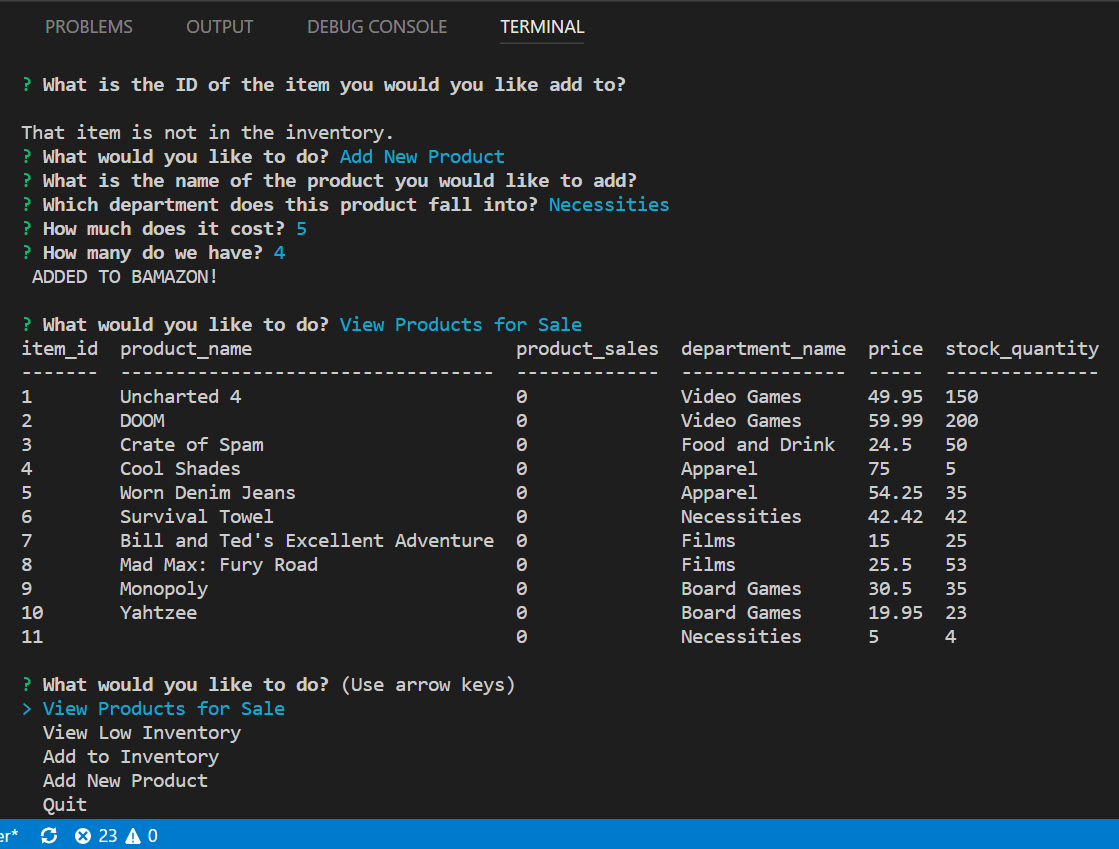 PROBLEMS OUTPUT DEBUG CONSOLE TERMINAL
? What is the ID of the item you would you like add to?
That item is not in the inventory.
? What would you like to do? Add New Product
? What is the name of the product you would like to add?
? Which department does this product fall into? Necessities
? How much does it cost? 5
? How many do we have? 4
ADDED TO BAMAZON!
? What would you like to do? View Products for Sale
item_id product_name product_sales department_name price stock_quantity
------- ---------------------------------- ------------- --------------- ----- --------------
1 Uncharted 4 0 Video Games 49.95 150
2 DOOM 0 Video Games 59.99 200
3 Crate of Spam 0 Food and Drink 24.5 50
4 Cool Shades 0 Apparel 75 5
5 Worn Denim Jeans 0 Apparel 54.25 35
6 Survival Towel 0 Necessities 42.42 42
7 Bill and Ted's Excellent Adventure 0 Films 15 25
8 Mad Max: Fury Road 0 Films 25.5 53
9 Monopoly 0 Board Games 30.5 35
10 Yahtzee 0 Board Games 19.95 23
11 0 Necessities 5 4
? What would you like to do? (Use arrow keys)
> View Products for Sale
View Low Inventory
Add to Inventory
Add New Product
Quit
er* 23 0